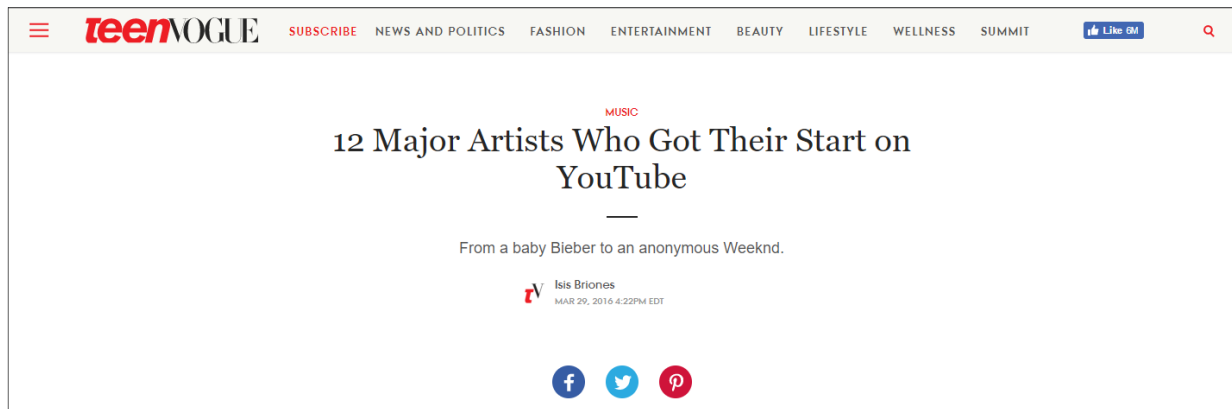 teenVOGUE SUBSCRIBE NEWS AND POLITICS FASHION ENTERTAINMENT BEAUTY LIFESTYLE WELLNESS SUMMIT Like 6M
MUSIC
12 Major Artists Who Got Their Start on
YouTube
From a baby Bieber to an anonymous Weeknd.
tV Isis Briones
MAR 29, 2016 4:22PM EDT